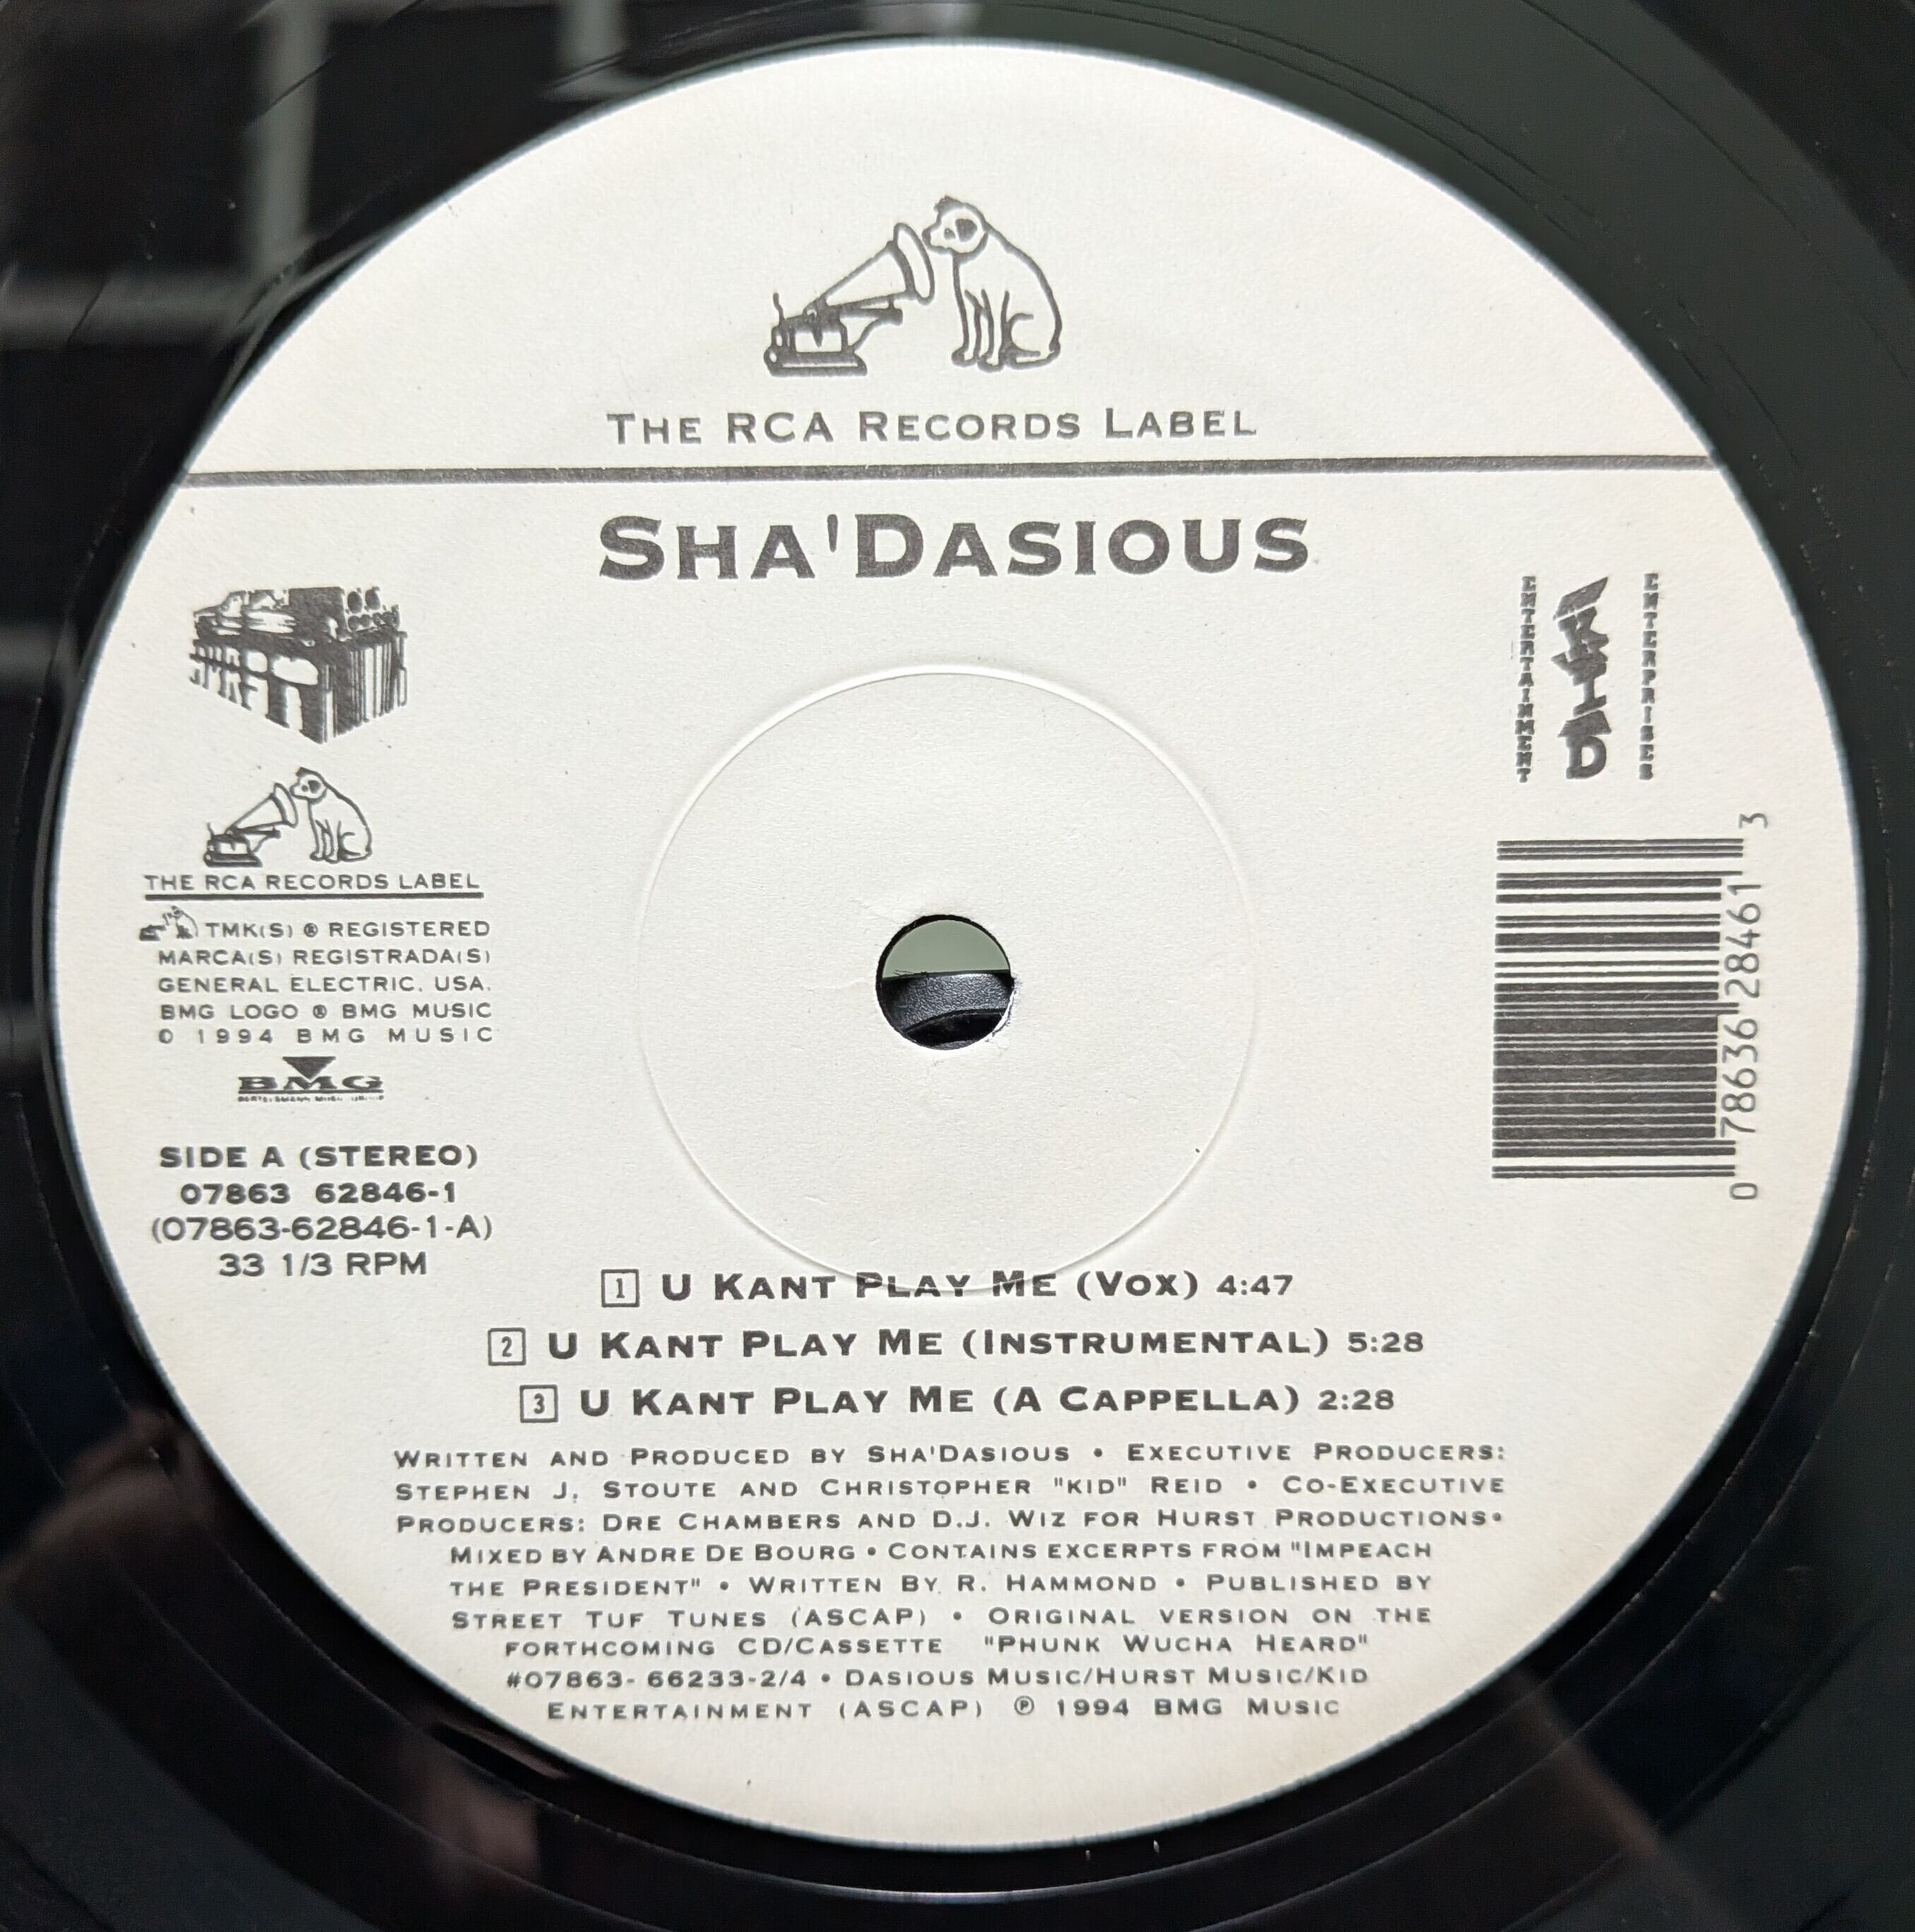 THE RCA RECORDS LABEL
SHA'DASIOUS
THE RCA RECORDS LABEL
TMK(S) ® REGISTERED
MARCA(S) REGISTRADA(S)
GENERAL ELECTRIC, USA.
BMG LOGO ® BMG MUSIC
© 1994 BMG MUSIC
BMG
BERTELSMANN MUSIC GROUP
SIDE A (STEREO)
07863 62846-1
(07863-62846-1-A)
33 1/3 RPM
ENTERPRISES
KID
ENTERTAINMENT
0 78636 28461 3
1 U KANT PLAY ME (VOX) 4:47
2 U KANT PLAY ME (INSTRUMENTAL) 5:28
3 U KANT PLAY ME (A CAPPELLA) 2:28
WRITTEN AND PRODUCED BY SHA'DASIOUS • EXECUTIVE PRODUCERS:
STEPHEN J. STOUTE AND CHRISTOPHER "KID" REID • CO-EXECUTIVE
PRODUCERS: DRE CHAMBERS AND D.J. WIZ FOR HURST PRODUCTIONS•
MIXED BY ANDRE DE BOURG • CONTAINS EXCERPTS FROM "IMPEACH
THE PRESIDENT" • WRITTEN BY R. HAMMOND • PUBLISHED BY
STREET TUF TUNES (ASCAP) • ORIGINAL VERSION ON THE
FORTHCOMING CD/CASSETTE "PHUNK WUCHA HEARD"
#07863- 66233-2/4 • DASIOUS MUSIC/HURST MUSIC/KID
ENTERTAINMENT (ASCAP) ℗ 1994 BMG MUSIC